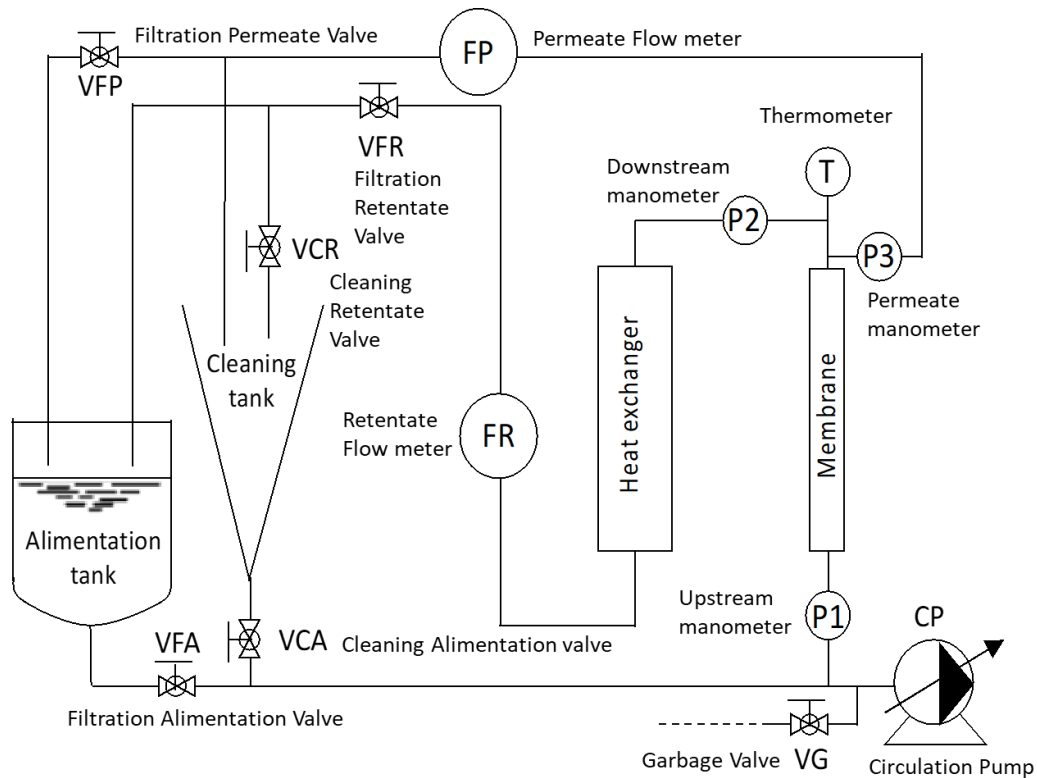 Filtration Permeate Valve
FP
Permeate Flow meter
VFP
Thermometer
VFR
Filtration
Retentate
Valve
Downstream
manometer
T
P2
P3
VCR
Cleaning
Retentate
Valve
Permeate
manometer
Cleaning
tank
Retentate
Flow meter
FR
Heat exchanger
Membrane
Alimentation
tank
Upstream
manometer
P1
CP
VFA
VCA
Cleaning Alimentation valve
Filtration Alimentation Valve
Garbage Valve
VG
Circulation Pump